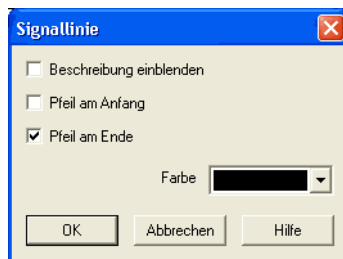 Signallinie
Beschreibung einblenden
Pfeil am Anfang
Pfeil am Ende
Farbe
OK Abbrechen Hilfe